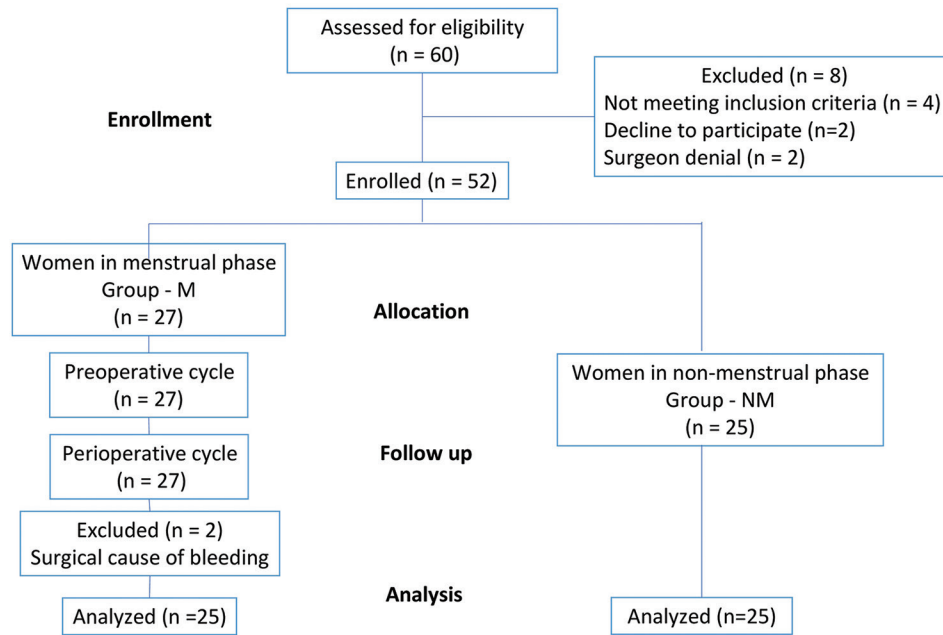 Assessed for eligibility
(n = 60)
Excluded (n = 8)
Not meeting inclusion criteria (n = 4)
Decline to participate (n=2)
Surgeon denial (n = 2)
Enrollment
Enrolled (n = 52)
Women in menstrual phase
Group - M
(n = 27)
Allocation
Preoperative cycle
(n = 27)
Women in non-menstrual phase
Group - NM
(n = 25)
Perioperative cycle
(n = 27)
Follow up
Excluded (n = 2)
Surgical cause of bleeding
Analysis
Analyzed (n =25)
Analyzed (n=25)